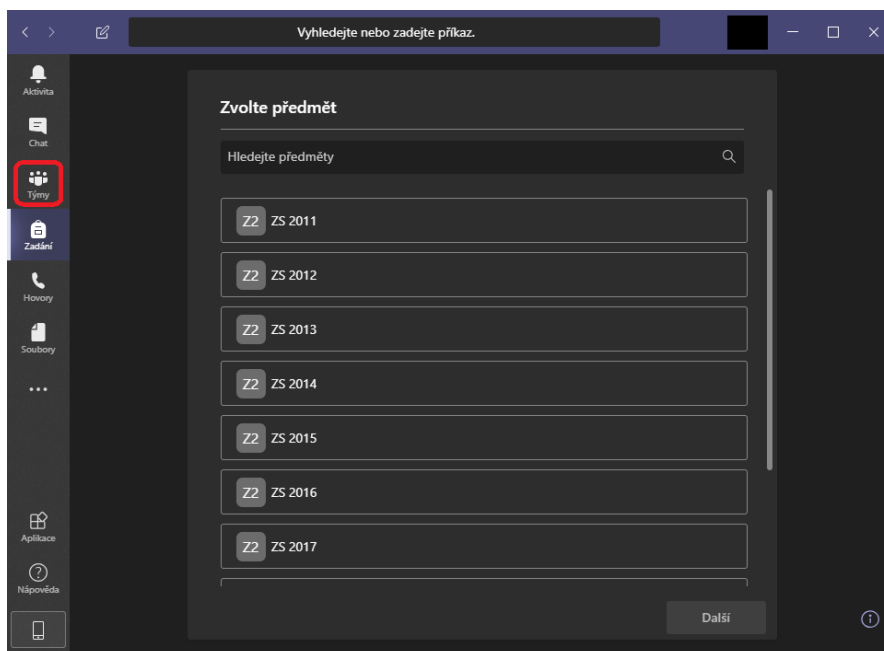 Vyhledejte nebo zadejte příkaz.
Aktivita
Chat
Týmy
Zadání
Hovory
Soubory
Aplikace
Nápověda
Zvolte předmět
Hledejte předměty
Z2 ZS 2011
Z2 ZS 2012
Z2 ZS 2013
Z2 ZS 2014
Z2 ZS 2015
Z2 ZS 2016
Z2 ZS 2017
Další